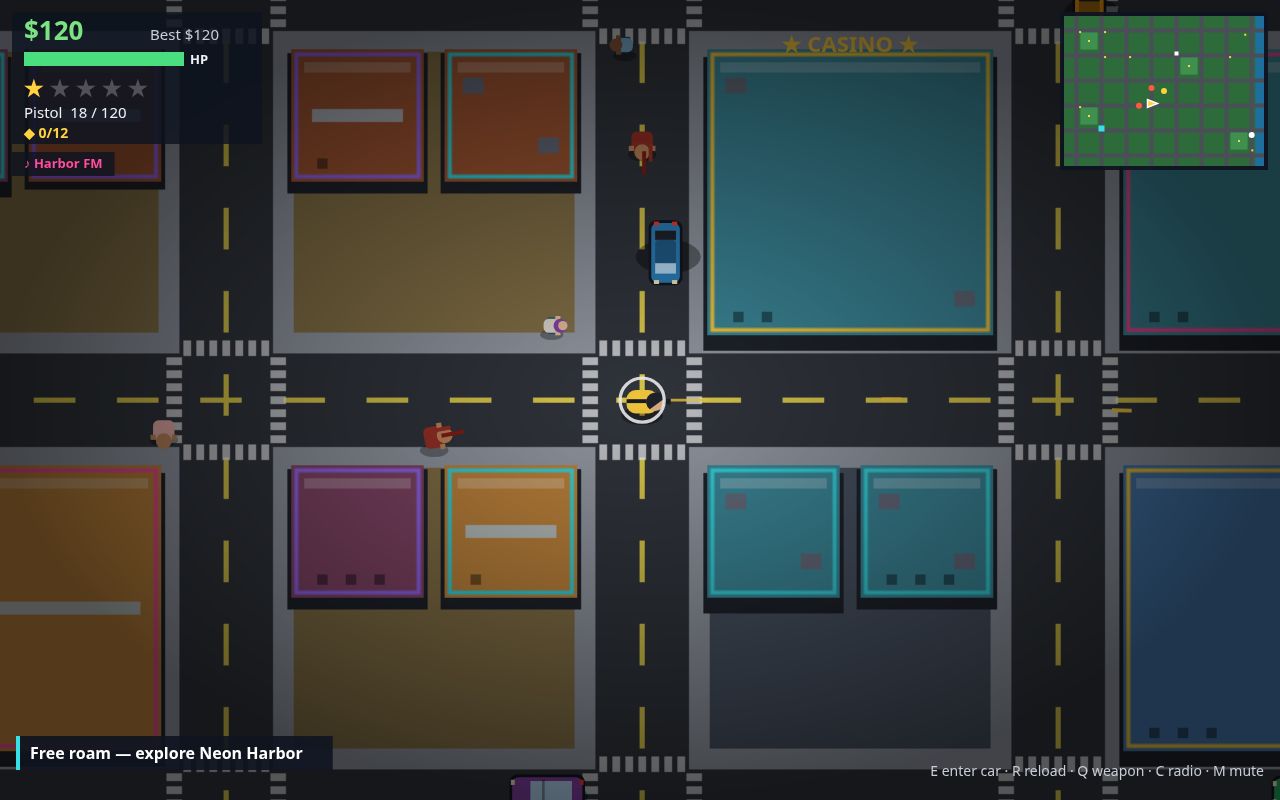 $120
Best $120
HP
★★★★★
Pistol 18 / 120
◆ 0/12
♪ Harbor FM
★ CASINO ★
Free roam — explore Neon Harbor
E enter car · R reload · Q weapon · C radio · M mute